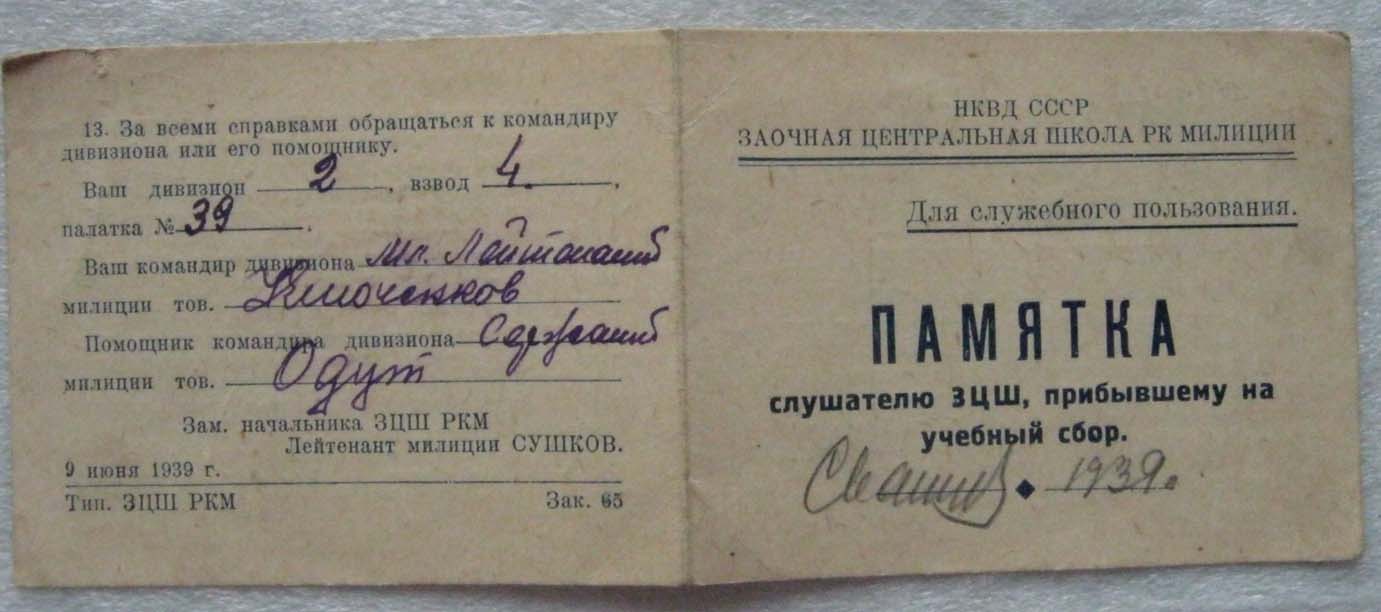 13. За всеми справками обращаться к командиру
дивизиона или его помощнику.
Ваш дивизион 2, взвод 4.,
палатка № 39.
Ваш командир дивизиона Мл. Лейтенант
милиции тов. Ключенков
Помощник командира дивизиона Сержант
милиции тов. Одут
Зам. начальника ЗЦШ РКМ
Лейтенант милиции СУШКОВ.
9 июня 1939 г.
Тип. ЗЦШ РКМ Зак. 65
НКВД СССР
ЗАОЧНАЯ ЦЕНТРАЛЬНАЯ ШКОЛА РК МИЛИЦИИ
Для служебного пользования.
ПАМЯТКА
слушателю ЗЦШ, прибывшему на
учебный сбор.
1939.